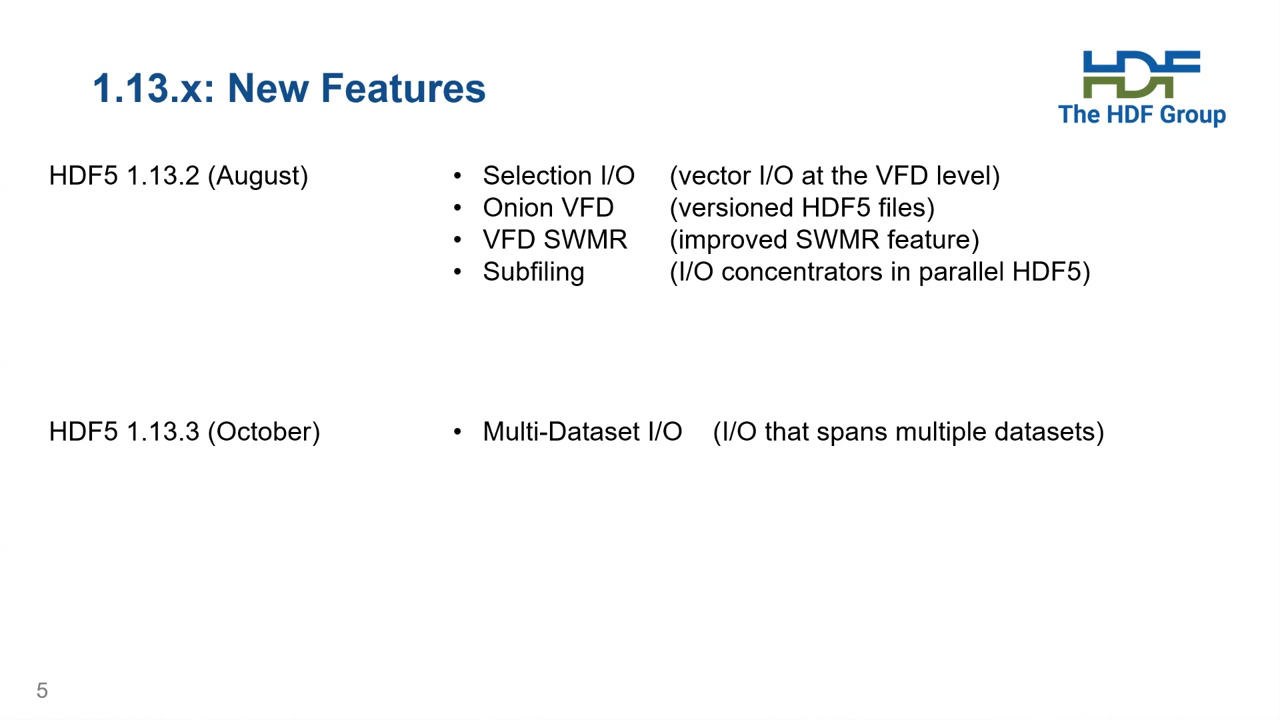 1.13.x: New Features
HDF
The HDF Group
HDF5 1.13.2 (August)
• Selection I/O (vector I/O at the VFD level)
• Onion VFD (versioned HDF5 files)
• VFD SWMR (improved SWMR feature)
• Subfiling (I/O concentrators in parallel HDF5)
HDF5 1.13.3 (October)
• Multi-Dataset I/O (I/O that spans multiple datasets)
5